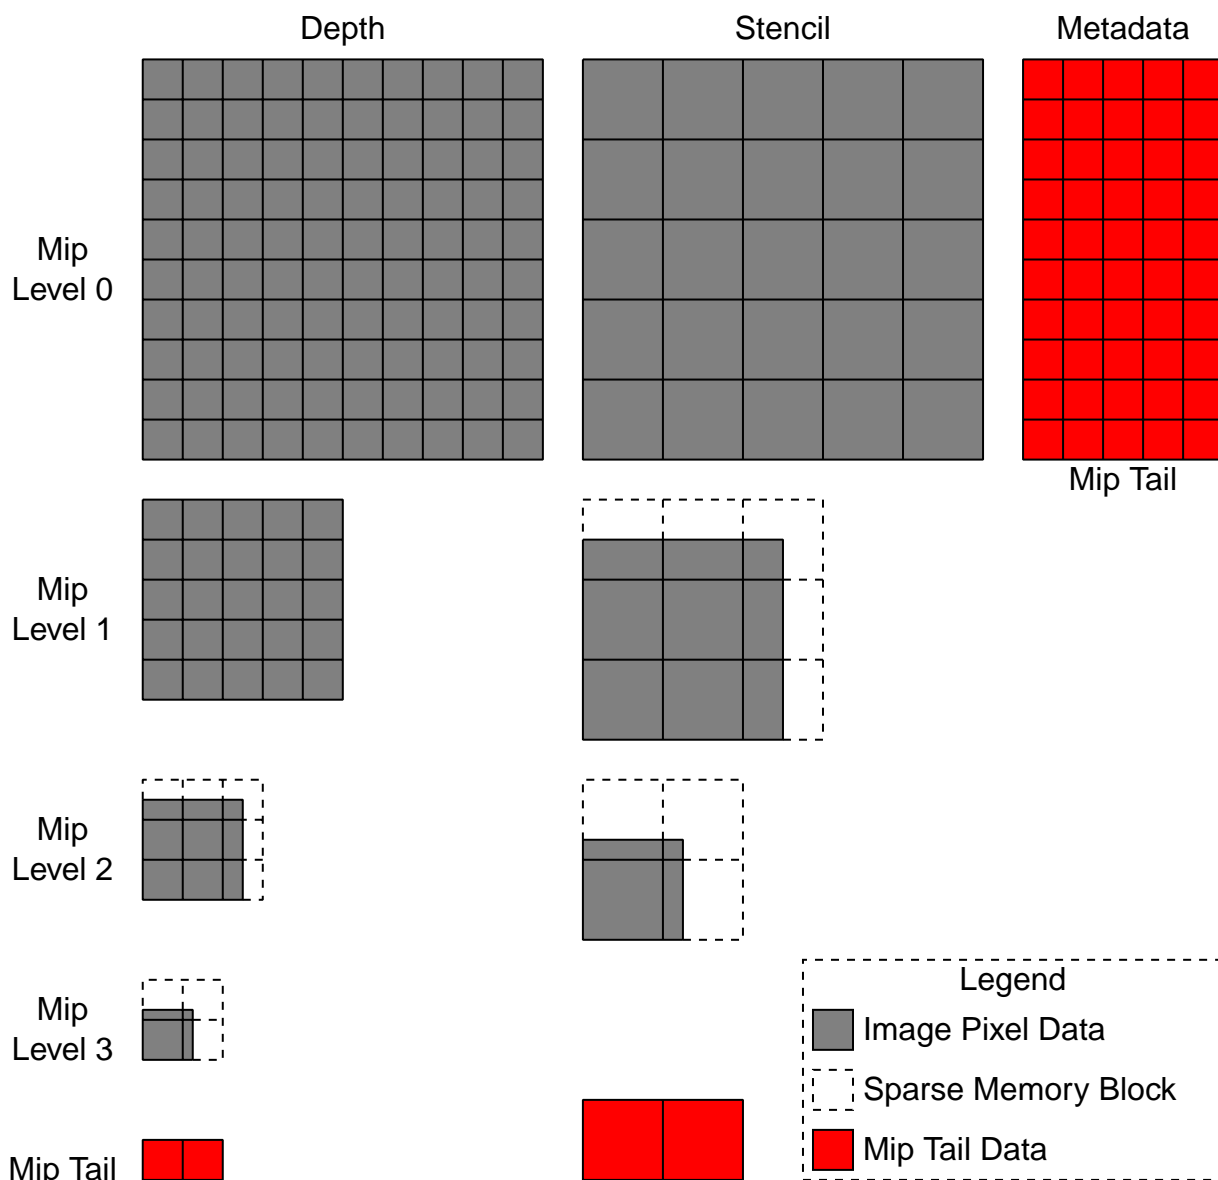 Depth
Stencil
Metadata
Mip
Level 0
Mip Tail
Mip
Level 1
Mip
Level 2
Mip
Level 3
Mip Tail
Legend
Image Pixel Data
Sparse Memory Block
Mip Tail Data